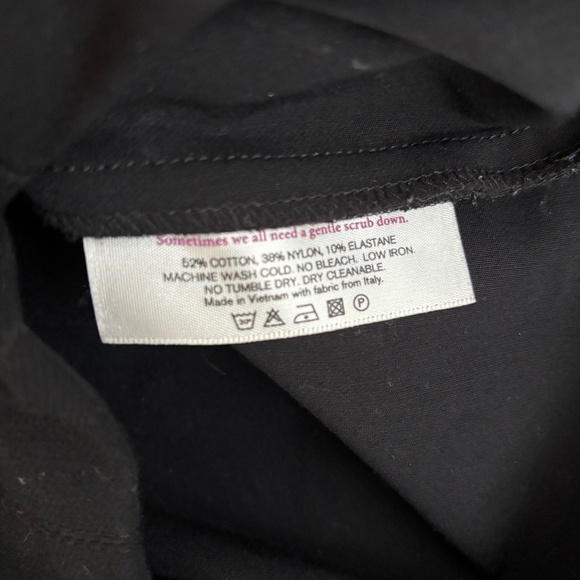 Sometimes we all need a gentle scrub down.
52% COTTON, 38% NYLON, 10% ELASTANE
MACHINE WASH COLD. NO BLEACH. LOW IRON.
NO TUMBLE DRY. DRY CLEANABLE.
Made in Vietnam with fabric from Italy.
30°
P